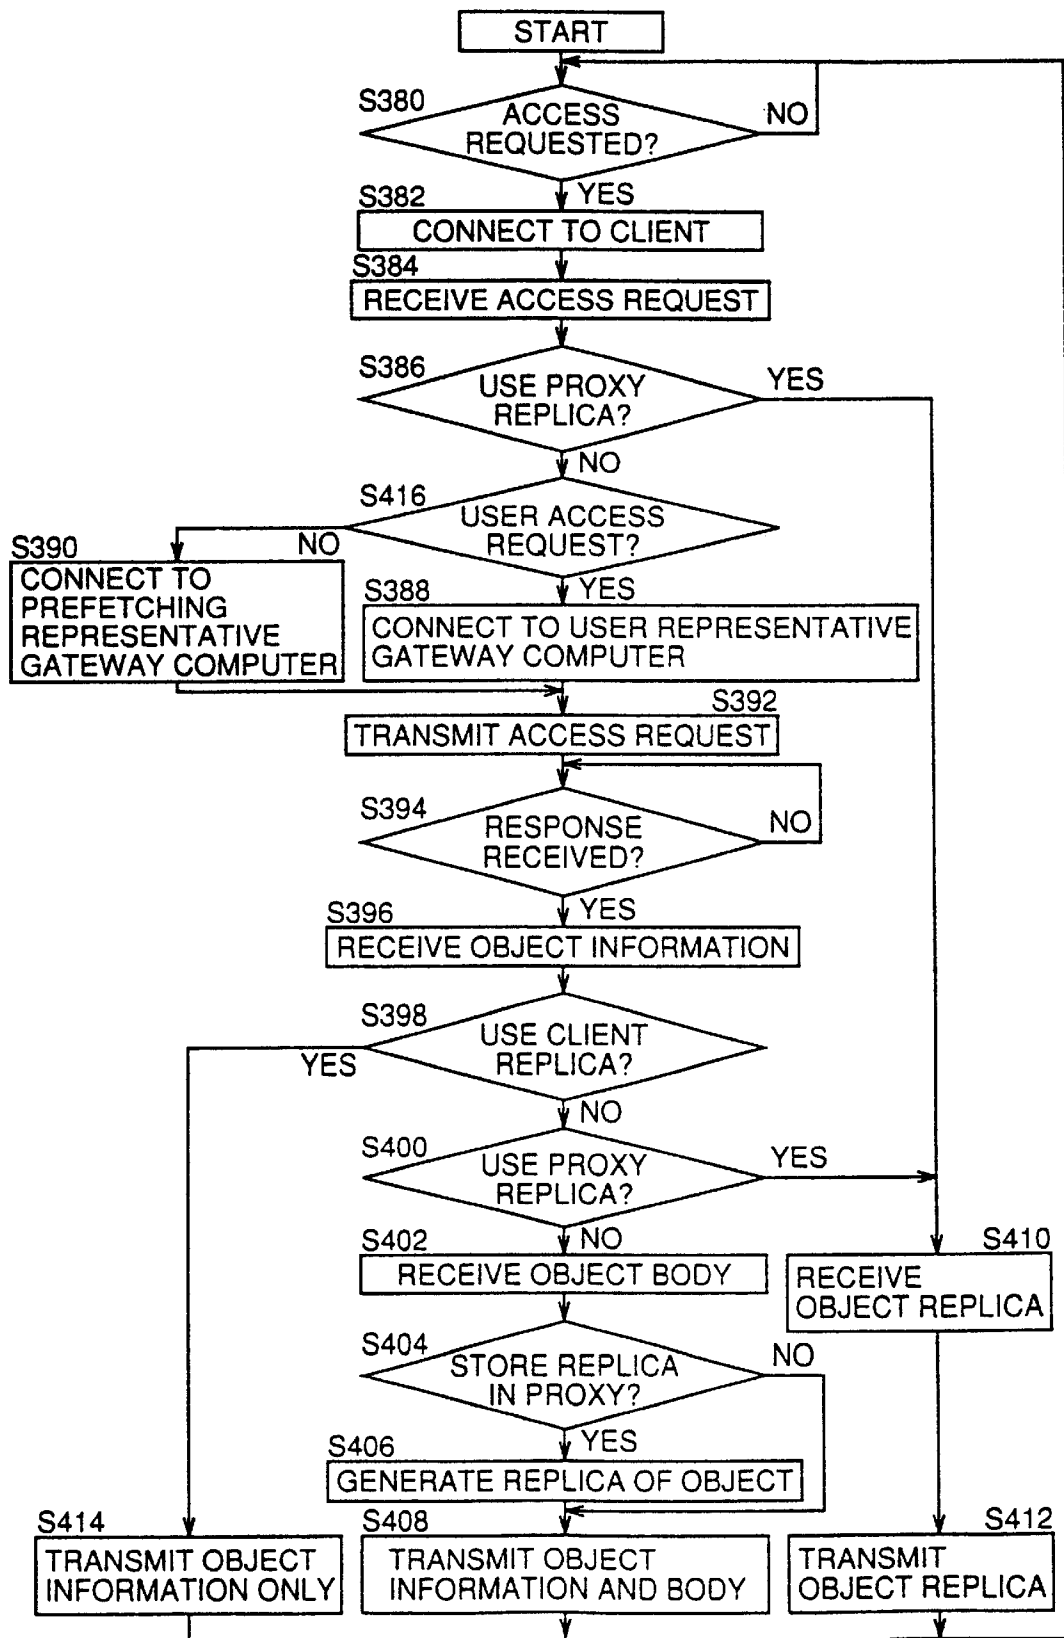 START
S380
ACCESS
REQUESTED?
NO
YES
S382
CONNECT TO CLIENT
S384
RECEIVE ACCESS REQUEST
S386
USE PROXY
REPLICA?
YES
NO
S416
USER ACCESS
REQUEST?
NO
YES
S390
CONNECT TO
PREFETCHING
REPRESENTATIVE
GATEWAY COMPUTER
S388
CONNECT TO USER REPRESENTATIVE
GATEWAY COMPUTER
S392
TRANSMIT ACCESS REQUEST
S394
RESPONSE
RECEIVED?
NO
YES
S396
RECEIVE OBJECT INFORMATION
S398
USE CLIENT
REPLICA?
YES
NO
S400
USE PROXY
REPLICA?
YES
NO
S402
RECEIVE OBJECT BODY
S410
RECEIVE
OBJECT REPLICA
S404
STORE REPLICA
IN PROXY?
NO
YES
S406
GENERATE REPLICA OF OBJECT
S414
TRANSMIT OBJECT
INFORMATION ONLY
S408
TRANSMIT OBJECT
INFORMATION AND BODY
S412
TRANSMIT
OBJECT REPLICA